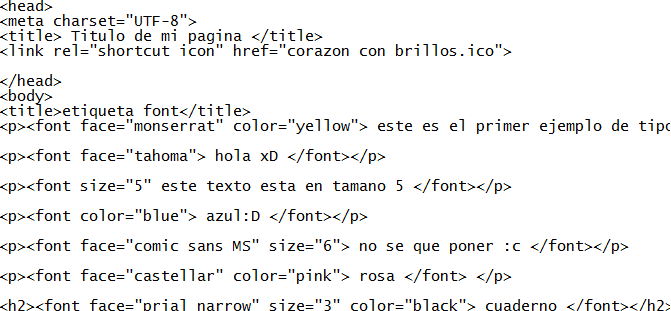 <head>
<meta charset="UTF-8">
<title> Titulo de mi pagina </title>
<link rel="shortcut icon" href="corazon con brillos.ico">
</head>
<body>
<title>etiqueta font</title>
<p><font face="monserrat" color="yellow"> este es el primer ejemplo de tipo
<p><font face="tahoma"> hola xD </font></p>
<p><font size="5" este texto esta en tamano 5 </font></p>
<p><font color="blue"> azul:D </font></p>
<p><font face="comic sans MS" size="6"> no se que poner :c </font></p>
<p><font face="castellar" color="pink"> rosa </font> </p>
<h2><font face="prial narrow" size="3" color="black"> cuaderno </font></h2>